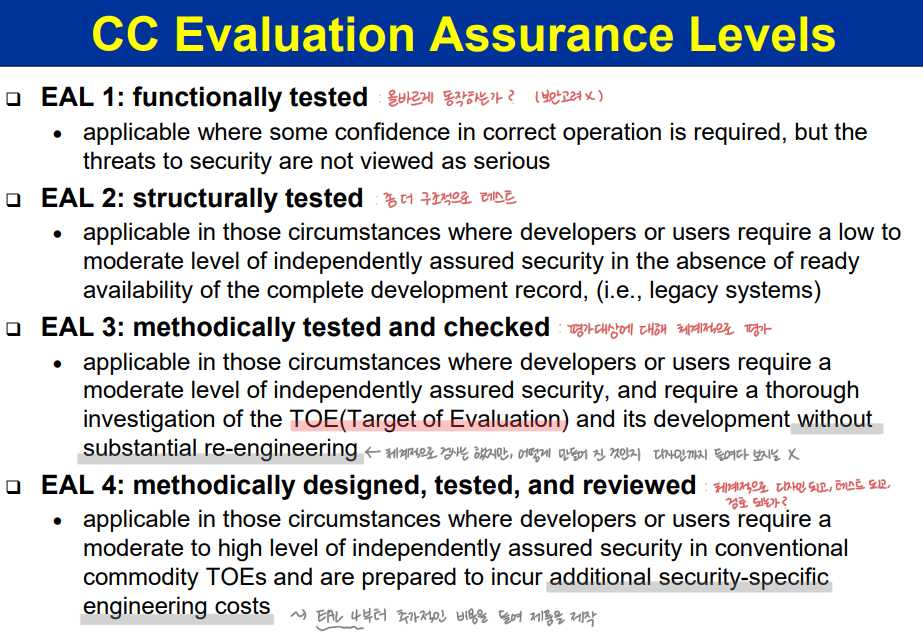 CC Evaluation Assurance Levels
❑ EAL 1: functionally tested : 올바르게 동작하는가? (보안고려 X)
• applicable where some confidence in correct operation is required, but the
threats to security are not viewed as serious
❑ EAL 2: structurally tested : 좀 더 구조적으로 테스트
• applicable in those circumstances where developers or users require a low to
moderate level of independently assured security in the absence of ready
availability of the complete development record, (i.e., legacy systems)
❑ EAL 3: methodically tested and checked : 평가대상에 대해 체계적으로 평가
• applicable in those circumstances where developers or users require a
moderate level of independently assured security, and require a thorough
investigation of the TOE(Target of Evaluation) and its development without
substantial re-engineering ← 체계적으로 검사는 했지만, 어떻게 만들어 진 것인지 디자인까지 들여다 보지는 X
❑ EAL 4: methodically designed, tested, and reviewed : 체계적으로 디자인 되고, 테스트 되고,
검토 되는가?
• applicable in those circumstances where developers or users require a
moderate to high level of independently assured security in conventional
commodity TOEs and are prepared to incur additional security-specific
engineering costs ~> EAL 4부터 추가적인 비용을 들여 제품을 제작